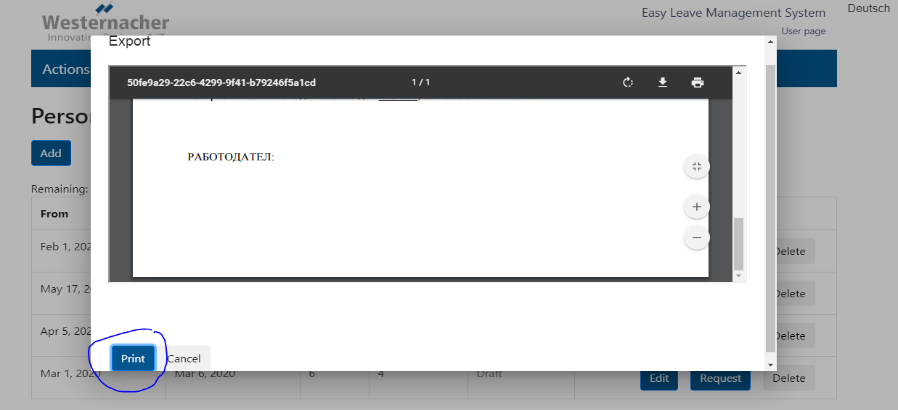 Westernacher
Easy Leave Management System
Deutsch
User page
Export
Actions
50fe9a29-22c6-4299-9f41-b79246f5a1cd
1 / 1
РАБОТОДАТЕЛ:
Add
Remaining:
From
Feb 1, 202
Delete
May 17, 2
Delete
Apr 5, 202
Delete
Print
Cancel
Mar 1, 2020
Mar 6, 2020
6
4
Draft
Edit
Request
Delete